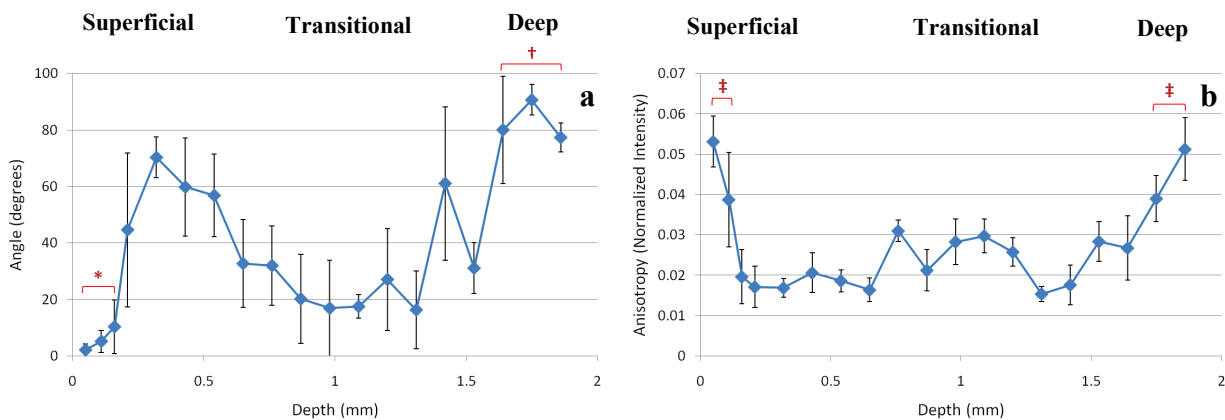 Superficial Transitional Deep
†
*
a
100
80
60
40
20
0
0 0.5 1 1.5 2
Angle (degrees)
Depth (mm)
Superficial Transitional Deep
‡ ‡
b
0.07
0.06
0.05
0.04
0.03
0.02
0.01
0
0 0.5 1 1.5 2
Anisotropy (Normalized Intensity)
Depth (mm)